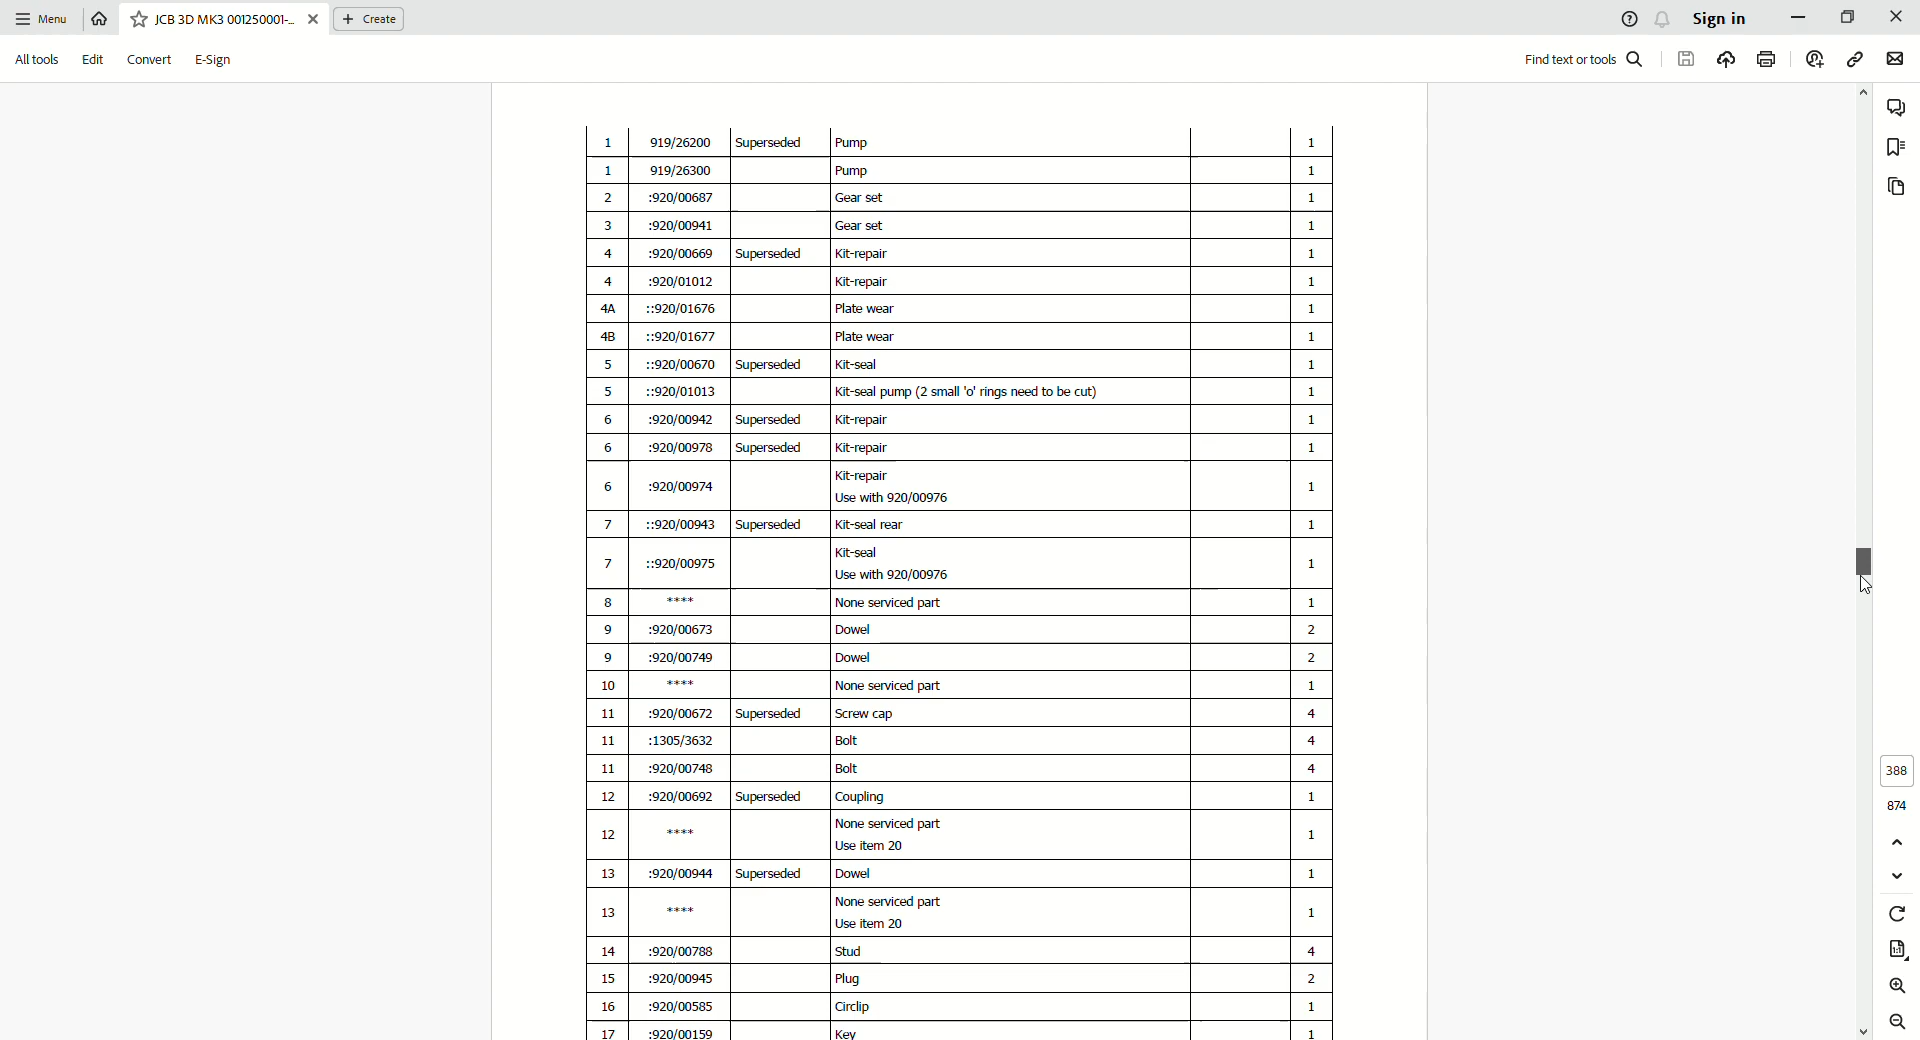 Menu
JCB 3D MK3 001250001-...
Create
Sign in
All tools
Edit
Convert
E-Sign
Find text or tools
1 919/26200 Superseded Pump 1
1 919/26300 Pump 1
2 :920/00687 Gear set 1
3 :920/00941 Gear set 1
4 :920/00669 Superseded Kit-repair 1
4 :920/01012 Kit-repair 1
4A ::920/01676 Plate wear 1
4B ::920/01677 Plate wear 1
5 ::920/00670 Superseded Kit-seal 1
5 ::920/01013 Kit-seal pump (2 small 'o' rings need to be cut) 1
6 :920/00942 Superseded Kit-repair 1
6 :920/00978 Superseded Kit-repair 1
6 :920/00974 Kit-repair 1
Use with 920/00976
7 ::920/00943 Superseded Kit-seal rear 1
7 ::920/00975 Kit-seal 1
Use with 920/00976
8 **** None serviced part 1
9 :920/00673 Dowel 2
9 :920/00749 Dowel 2
10 **** None serviced part 1
11 :920/00672 Superseded Screw cap 4
11 :1305/3632 Bolt 4
11 :920/00748 Bolt 4
12 :920/00692 Superseded Coupling 1
12 **** None serviced part 1
Use item 20
13 :920/00944 Superseded Dowel 1
13 **** None serviced part 1
Use item 20
14 :920/00788 Stud 4
15 :920/00945 Plug 2
16 :920/00585 Circlip 1
17 :920/00159 Key 1
388
874